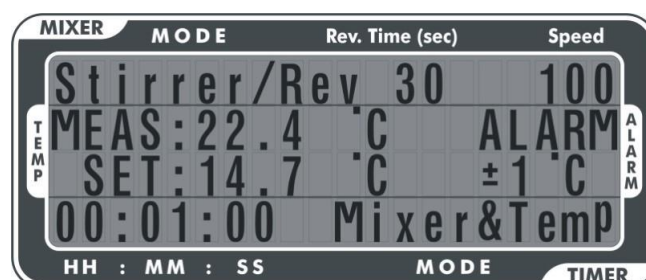 MIXER MODE Rev. Time (sec) Speed
Stirrer/Rev 30 100
TEMP
MEAS:22.4 °C ALARM
SET:14.7 °C ±1 °C
ALARM
00:01:00 Mixer&Temp
HH : MM : SS MODE TIMER